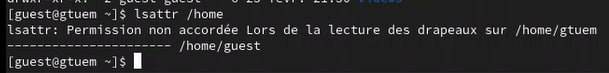 [guest@gtuem ~]$ lsattr /home
lsattr: Permission non accordée Lors de la lecture des drapeaux sur /home/gtuem
---------------------- /home/guest
[guest@gtuem ~]$